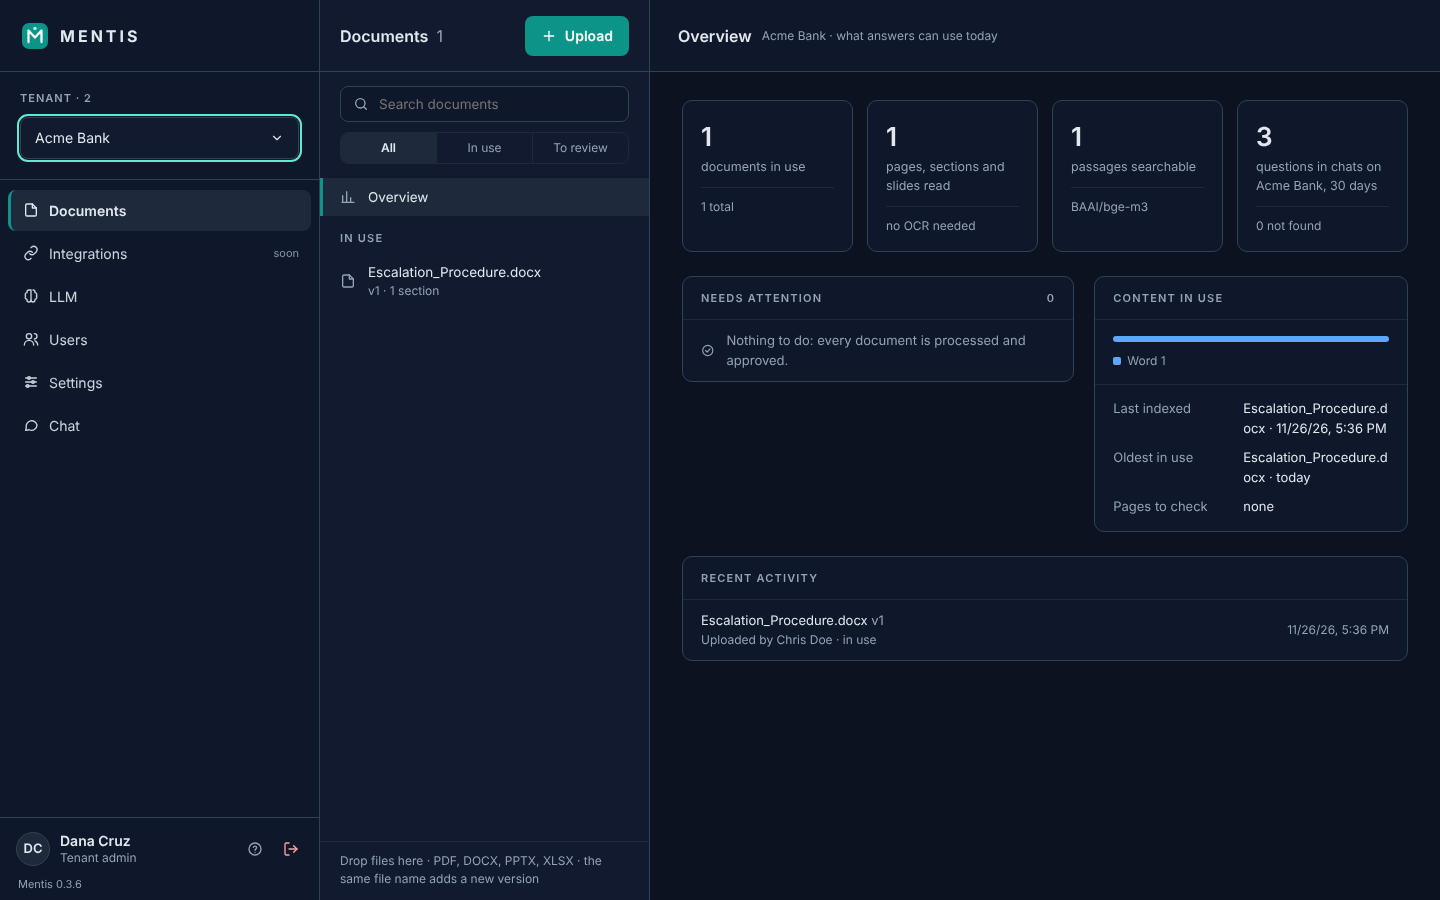 MENTIS
TENANT · 2
Acme Bank
Documents
Integrations
soon
LLM
Users
Settings
Chat
DC
Dana Cruz
Tenant admin
Mentis 0.3.6
Documents 1
+ Upload
Search documents
All
In use
To review
Overview
IN USE
Escalation_Procedure.docx
v1 · 1 section
Drop files here · PDF, DOCX, PPTX, XLSX · the
same file name adds a new version
Overview Acme Bank · what answers can use today
1
documents in use
1 total
1
pages, sections and
slides read
no OCR needed
1
passages searchable
BAAI/bge-m3
3
questions in chats on
Acme Bank, 30 days
0 not found
NEEDS ATTENTION 0
Nothing to do: every document is processed and
approved.
CONTENT IN USE
Word 1
Last indexed Escalation_Procedure.d
ocx · 11/26/26, 5:36 PM
Oldest in use Escalation_Procedure.d
ocx · today
Pages to check none
RECENT ACTIVITY
Escalation_Procedure.docx v1
Uploaded by Chris Doe · in use
11/26/26, 5:36 PM